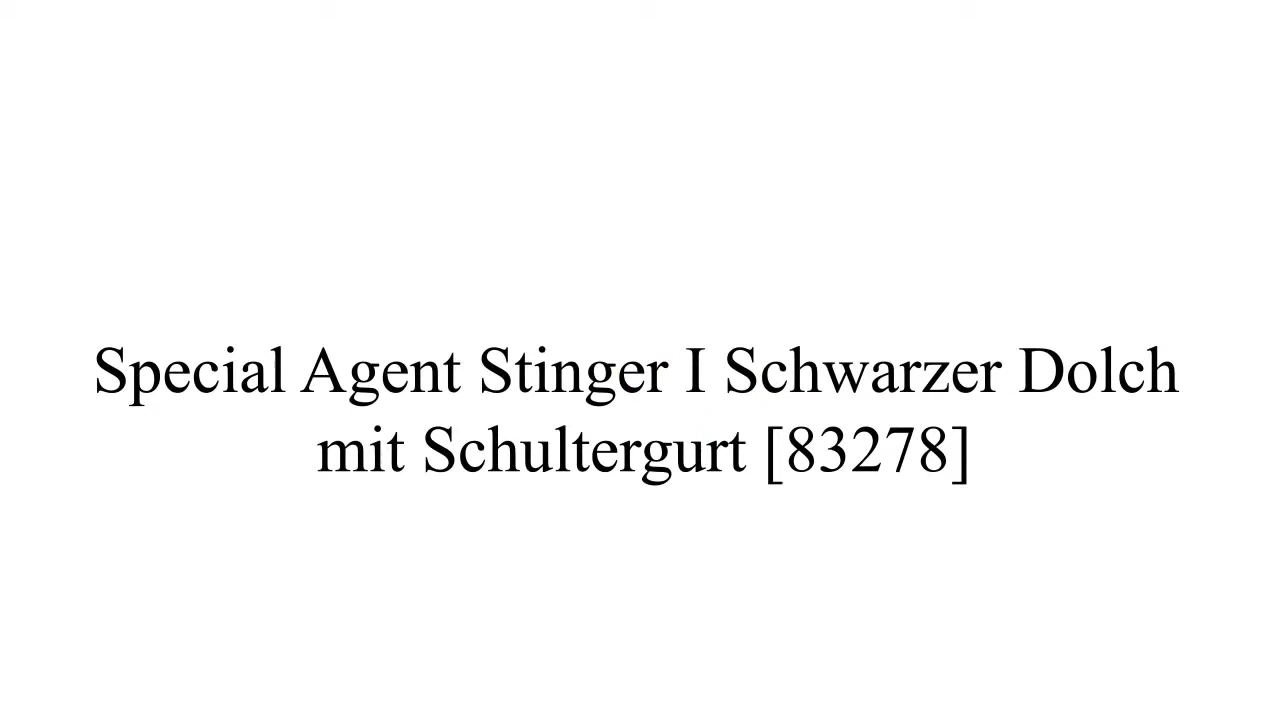 Special Agent Stinger I Schwarzer Dolch
mit Schultergurt [83278]